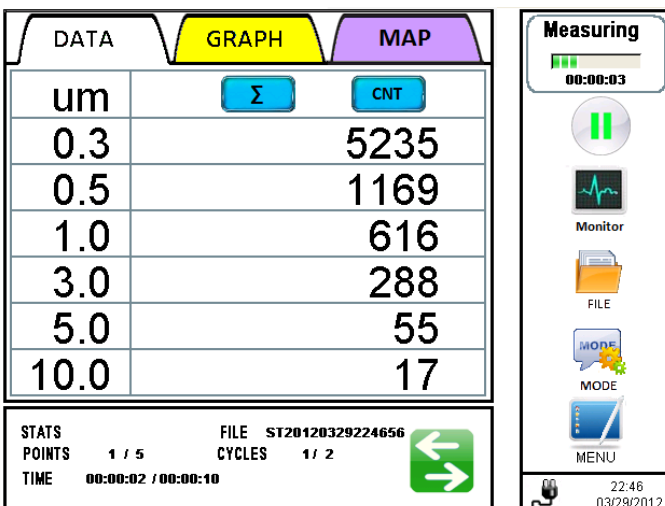 DATA GRAPH MAP
um Σ CNT
0.3 5235
0.5 1169
1.0 616
3.0 288
5.0 55
10.0 17
STATS FILE ST20120329224656
POINTS 1 / 5 CYCLES 1/ 2
TIME 00:00:02 / 00:00:10
Measuring
00:00:03
Monitor
FILE
MODE
MODE
MENU
22:46
03/29/2012